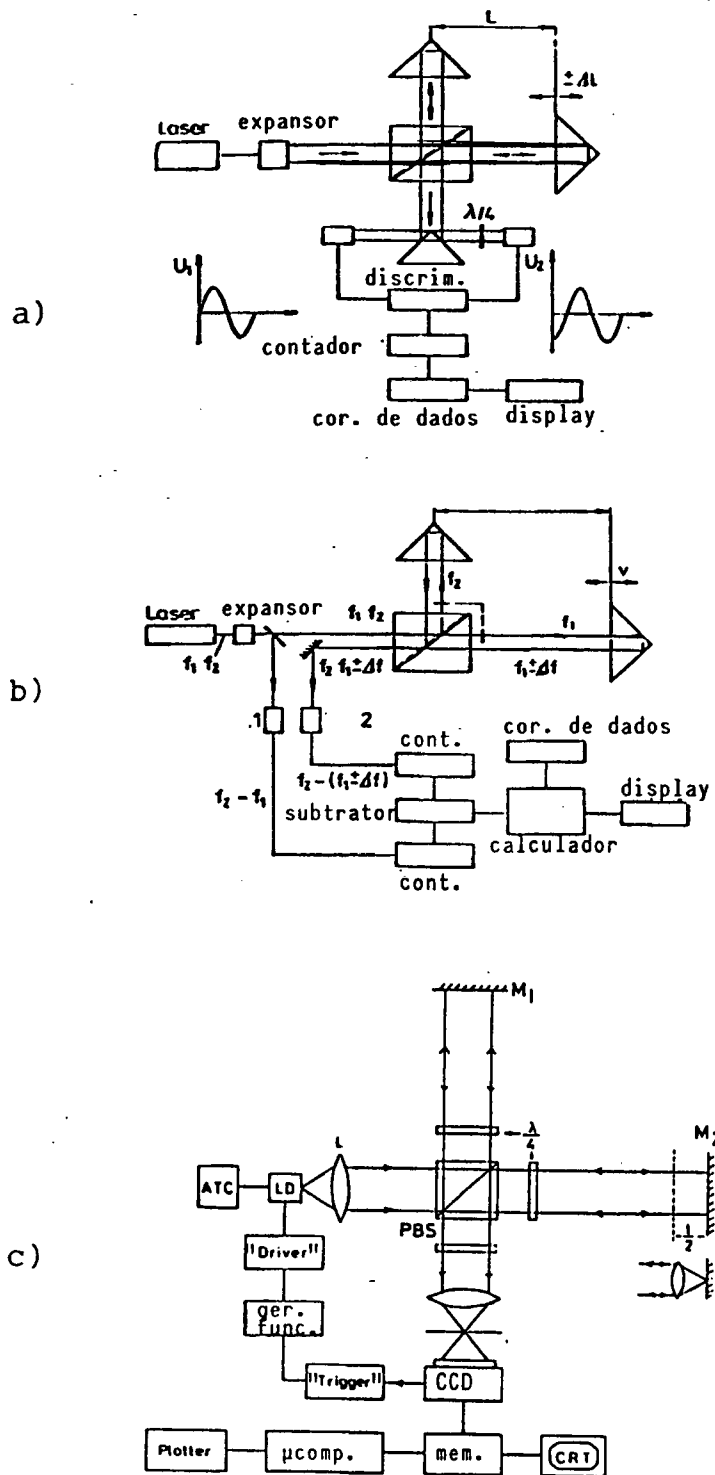 a)
L
± Δl
Laser
expansor
λ/4
U₁
U₂
discrim.
contador
cor. de dados
display
b)
v
Laser
expansor
f₁ f₂
f₁ f₂
f₂
f₁
f₂ f₁±Δf
f₁±Δf
.1
2
cont.
cor. de dados
f₂-(f₁±Δf)
f₂-f₁
subtrator
display
calculador
cont.
c)
M₁
λ/4
M₂
L
ATC
LD
PBS
1/2
"Driver"
ger.
func.
"Trigger"
CCD
Plotter
μcomp.
mem.
CRT